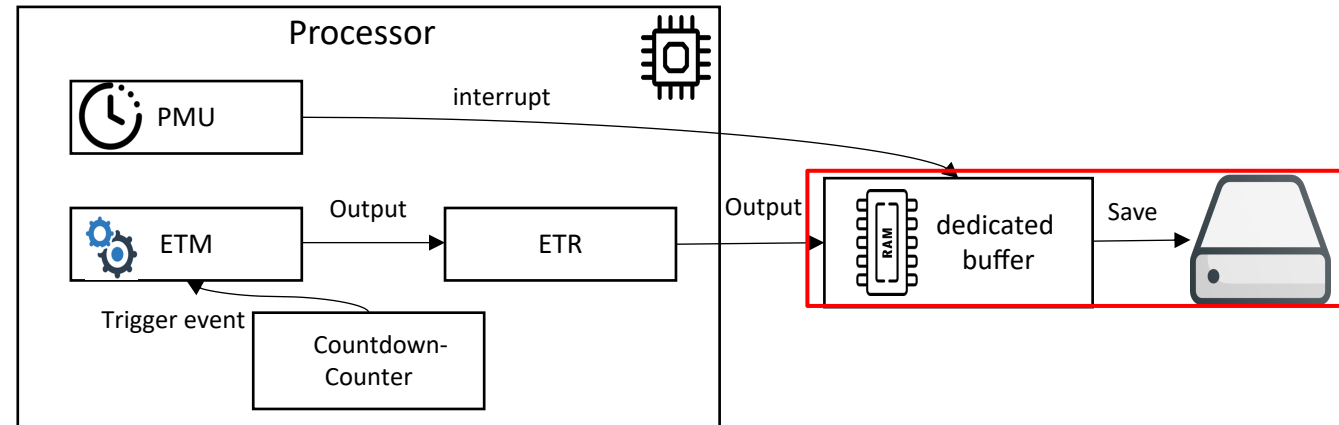 Processor
interrupt
PMU
Output
Output
Save
ETM
ETR
RAM
dedicated
buffer
Trigger event
Countdown-
Counter